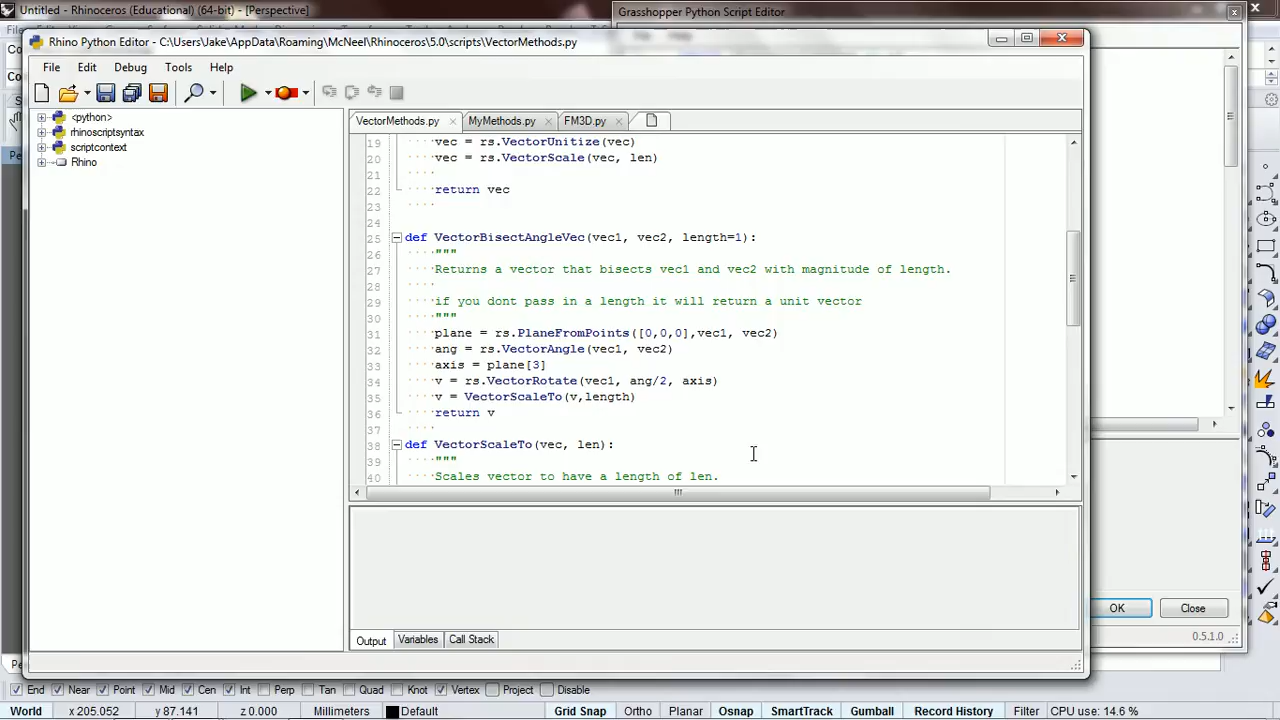 Untitled - Rhinoceros (Educational) (64-bit) - [Perspective]
Grasshopper Python Script Editor
Rhino Python Editor - C:\Users\Jake\AppData\Roaming\McNeel\Rhinoceros\5.0\scripts\VectorMethods.py
File Edit Debug Tools Help
<python>
rhinoscriptsyntax
scriptcontext
Rhino
VectorMethods.py MyMethods.py FM3D.py
19 vec = rs.VectorUnitize(vec)
20 vec = rs.VectorScale(vec, len)
21
22 return vec
23
24
25 def VectorBisectAngleVec(vec1, vec2, length=1):
26 """
27 Returns a vector that bisects vec1 and vec2 with magnitude of length.
28
29 if you dont pass in a length it will return a unit vector
30 """
31 plane = rs.PlaneFromPoints([0,0,0],vec1, vec2)
32 ang = rs.VectorAngle(vec1, vec2)
33 axis = plane[3]
34 v = rs.VectorRotate(vec1, ang/2, axis)
35 v = VectorScaleTo(v,length)
36 return v
37
38 def VectorScaleTo(vec, len):
39 """
40 Scales vector to have a length of len.
Output Variables Call Stack
OK Close
0.5.1.0
End Near Point Mid Cen Int Perp Tan Quad Knot Vertex Project Disable
World x 205.052 y 87.141 z 0.000 Millimeters Default Grid Snap Ortho Planar Osnap SmartTrack Gumball Record History Filter CPU use: 14.6 %